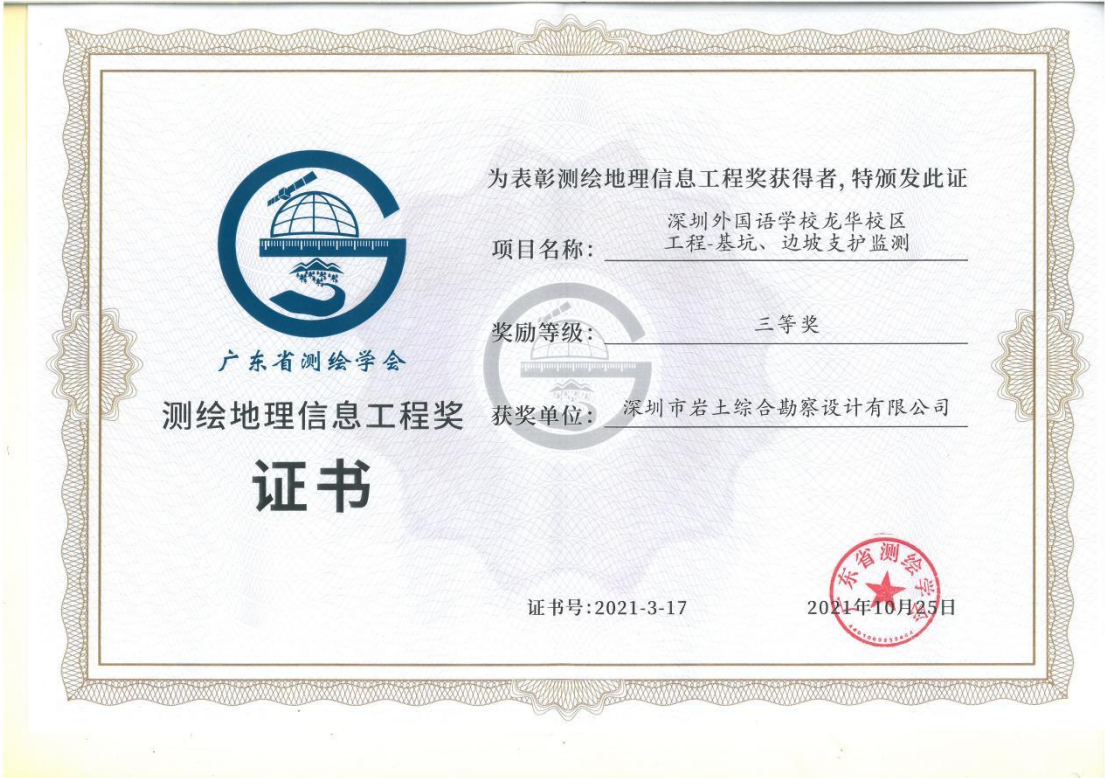 广东省测绘学会
测绘地理信息工程奖
证书
为表彰测绘地理信息工程奖获得者,特颁发此证
项目名称:
深圳外国语学校龙华校区
工程-基坑、边坡支护监测
奖励等级:
三等奖
获奖单位:
深圳市岩土综合勘察设计有限公司
证书号:2021-3-17
2021年10月25日
广东省测绘学会